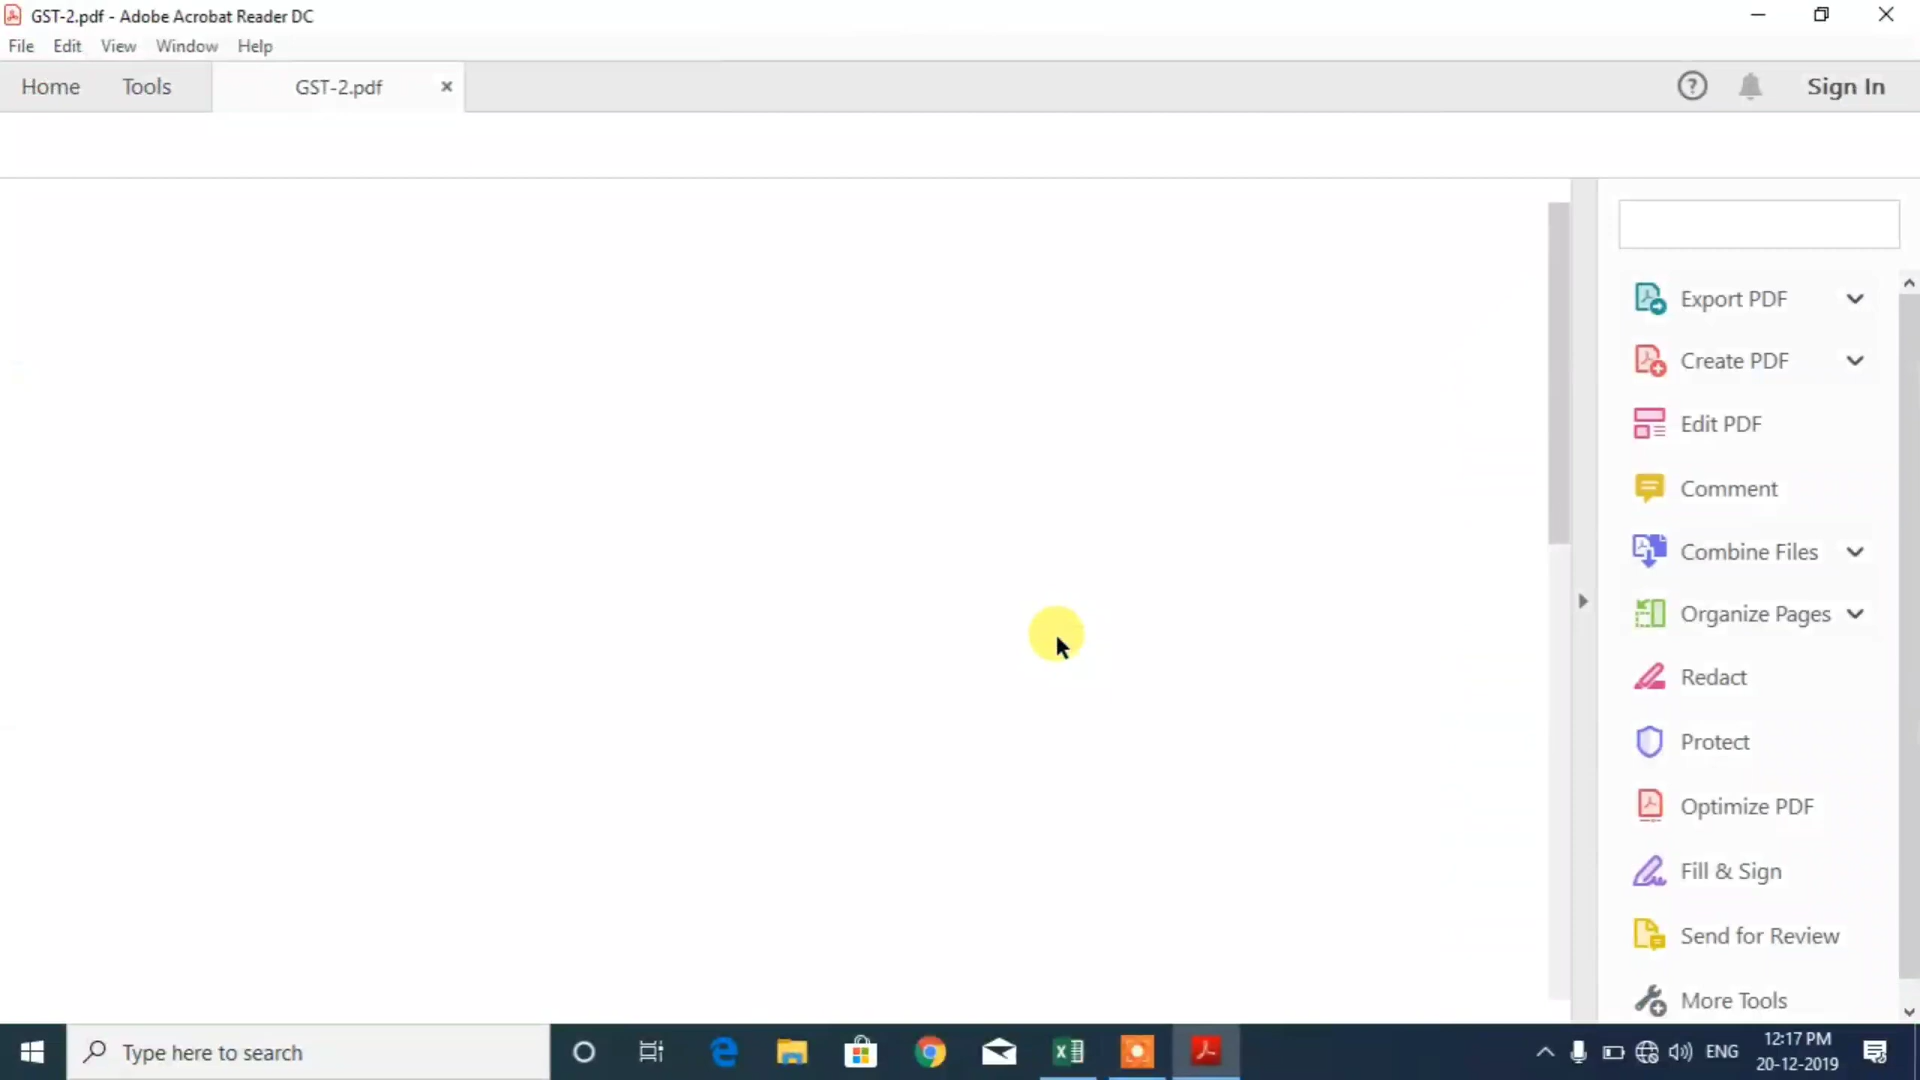 GST-2.pdf - Adobe Acrobat Reader DC
File Edit View Window Help
Home Tools GST-2.pdf × ? Sign In
Export PDF
Create PDF
Edit PDF
Comment
Combine Files
Organize Pages
Redact
Protect
Optimize PDF
Fill & Sign
Send for Review
More Tools
Type here to search
ENG
12:17 PM
20-12-2019